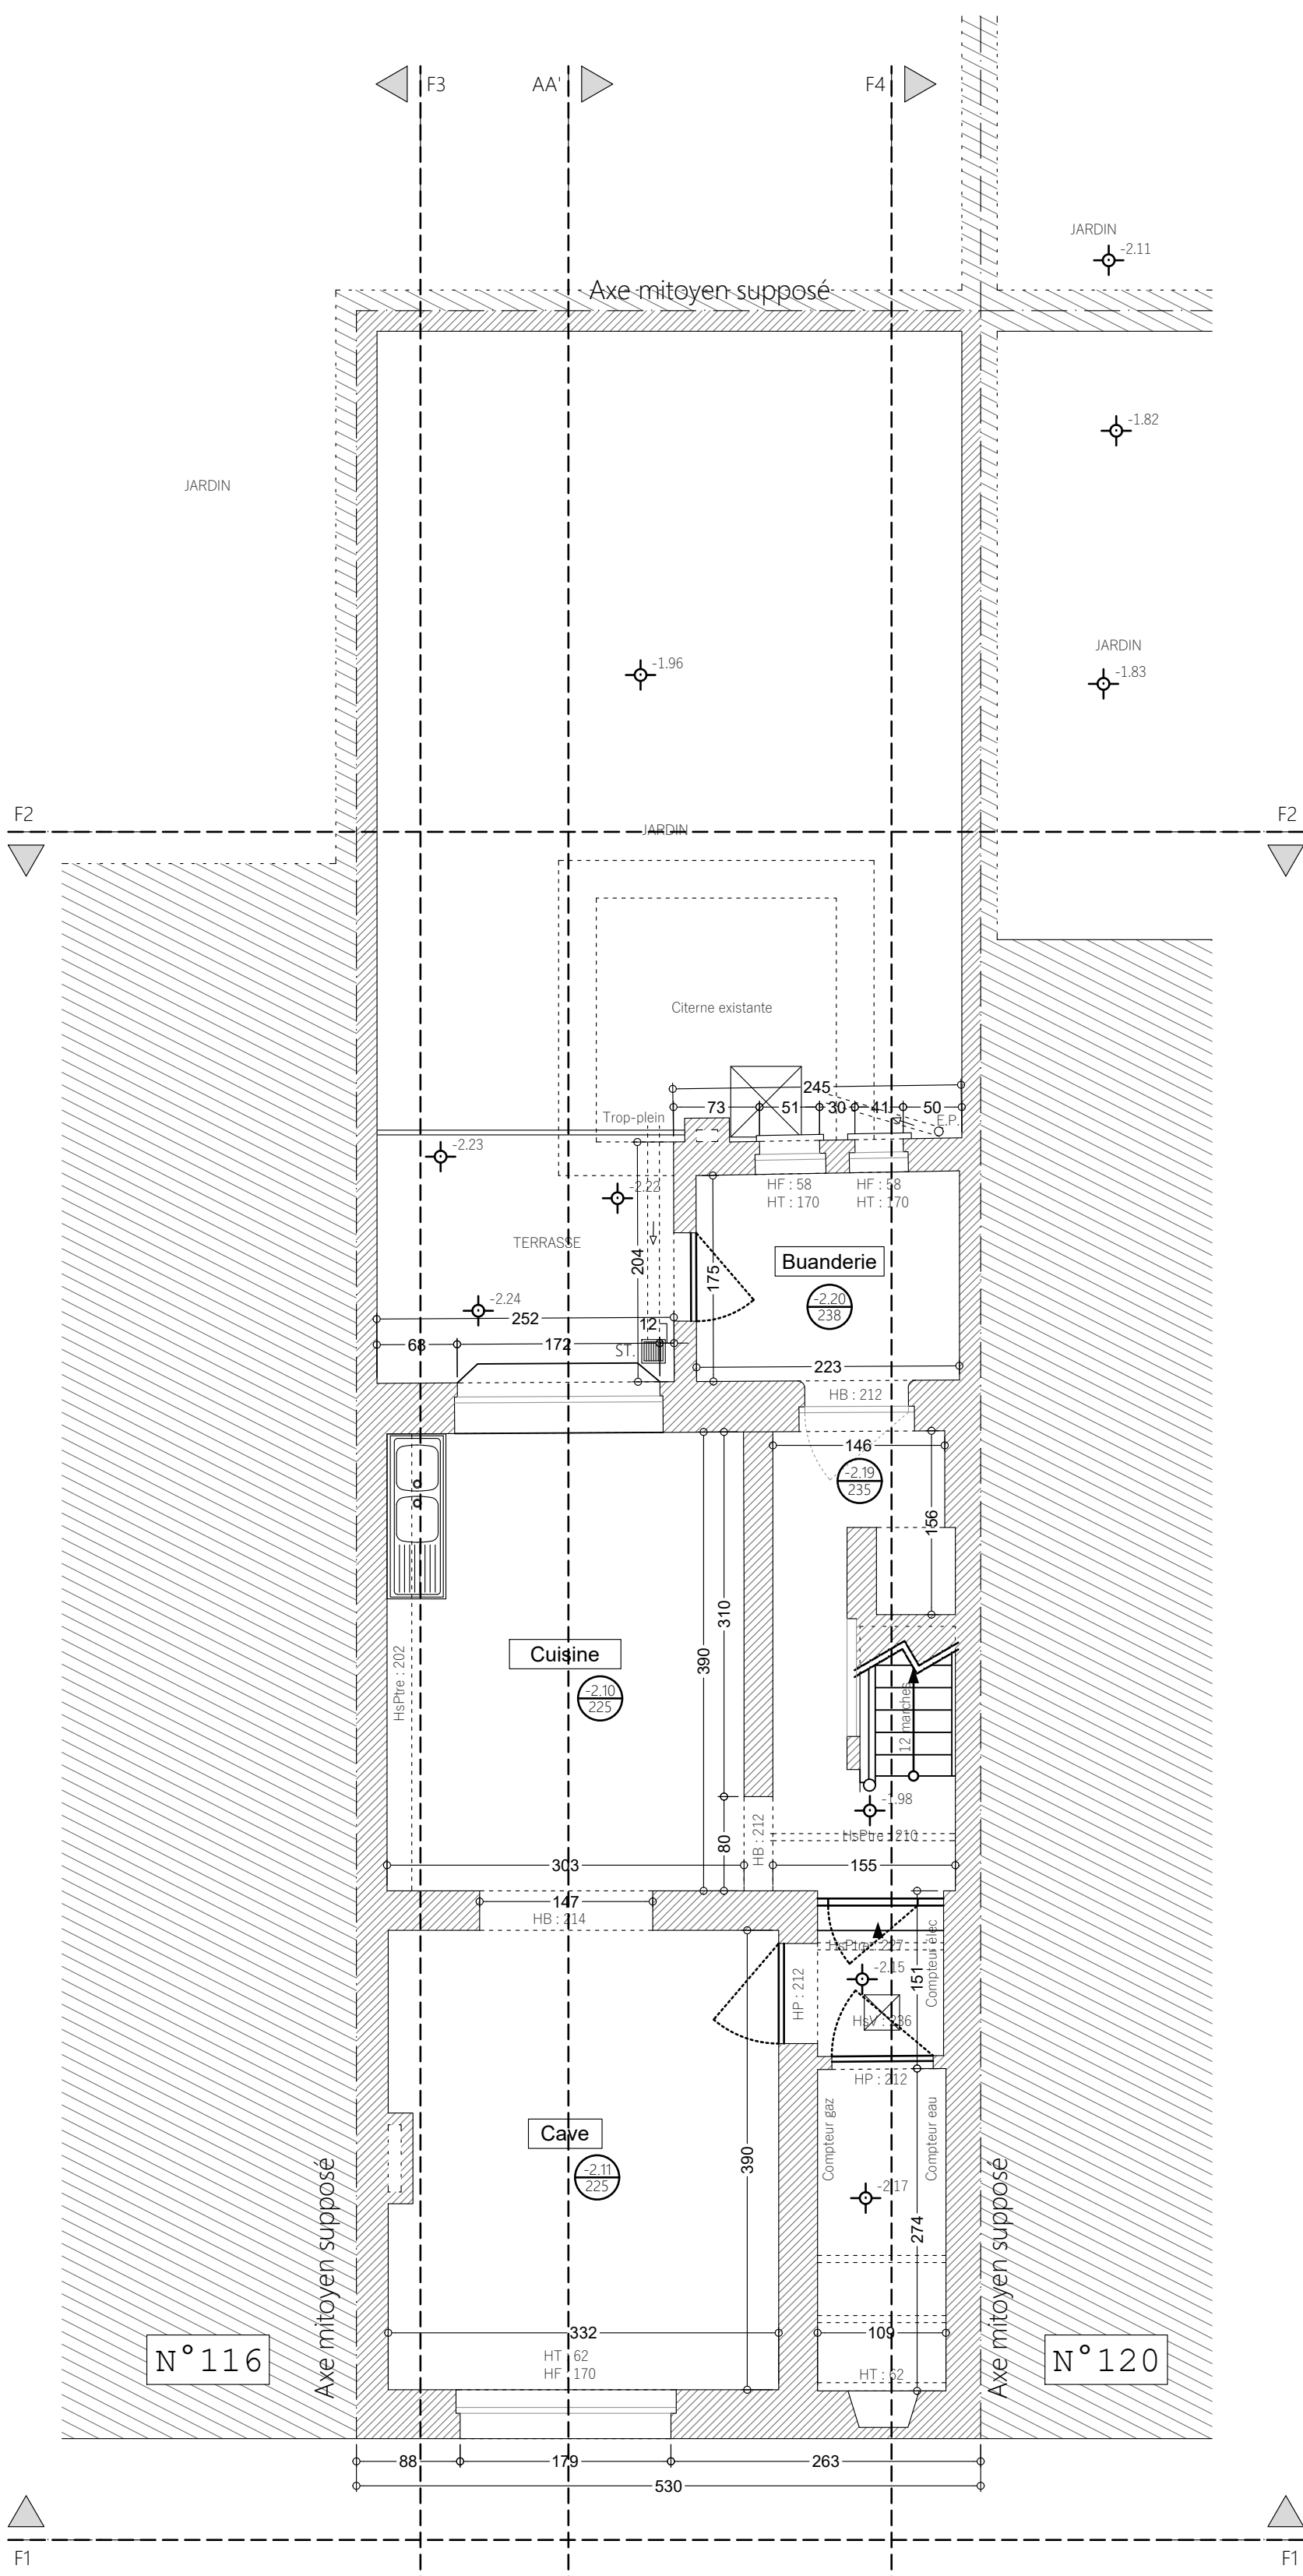 F3
AA'
F4
JARDIN
-2.11
Axe mitoyen supposé
-1.82
JARDIN
JARDIN
-1.96
-1.83
F2
F2
JARDIN
Citerne existante
245
73
51
30
41
50
Trop-plein
E.P.
-2.23
-2.22
HF : 58
HT : 170
HF : 58
HT : 170
TERRASSE
204
175
Buanderie
-2.20
238
-2.24
252
12
68
172
ST.
223
HB : 212
146
-2.19
235
156
310
390
Cuisine
-2.10
225
HsPtre : 202
12 marches
-1.98
HsPtre : 210
80
HB : 212
303
155
147
HB : 214
HsPtre : 227
Compteur élec
-2.15
151
HP : 212
HsV : 236
HP : 212
Compteur gaz
Compteur eau
Cave
-2.11
225
390
-2.17
274
Axe mitoyen supposé
Axe mitoyen supposé
332
109
HT : 62
HF : 170
HT : 62
N°116
N°120
88
179
263
530
F1
F1